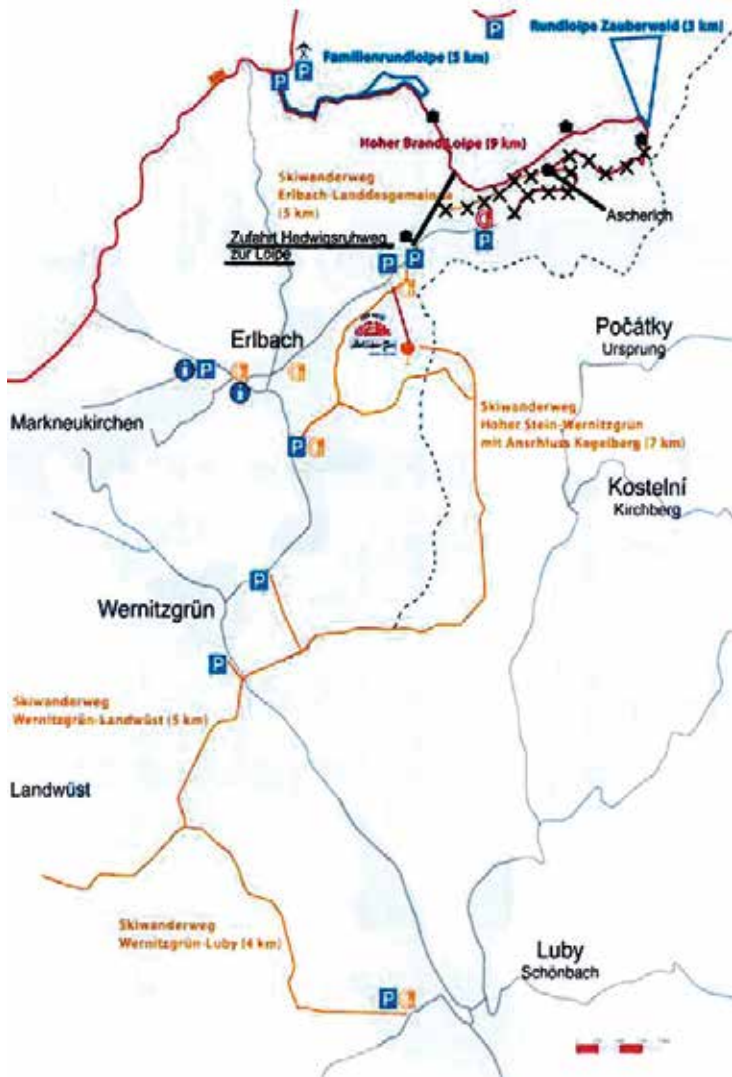 P
Rundloipe Zauberwald (3 km)
P
Familienrundloipe (5 km)
P
Hoher Brand Loipe (9 km)
Skiwanderweg
Erlbach-Landdesgemeinde
(5 km)
Ascherich
Zufahrt Hedwigsruhweg
zur Loipe
P
P
P
Počátky
Ursprung
Erlbach
i
P
i
Markneukirchen
Skiwanderweg
Hoher Stein-Wernitzgrün
mit Anschluss Kegelberg (7 km)
P
Kostelní
Kirchberg
P
Wernitzgrün
P
Skiwanderweg
Wernitzgrün-Landwüst (5 km)
Landwüst
Skiwanderweg
Wernitzgrün-Luby (4 km)
Luby
Schönbach
P